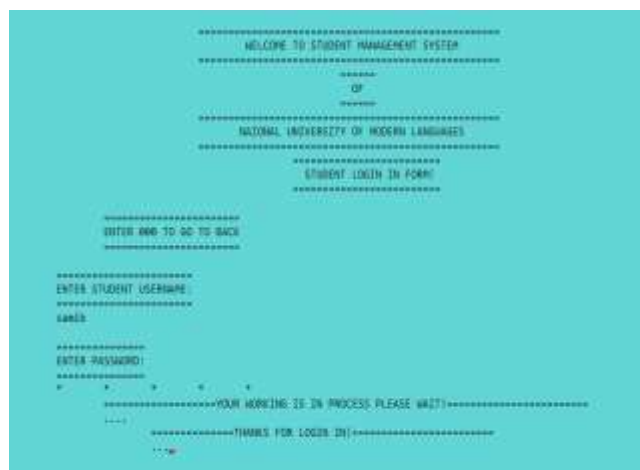 WELCOME TO STUDENT MANAGEMENT SYSTEM
OF
NATIONAL UNIVERSITY OF MODERN LANGUAGES
STUDENT LOGIN IN FORM!
ENTER 000 TO GO TO BACK
ENTER STUDENT USERNAME:
ENTER PASSWORD:
* * * * *
====================YOUR WORKING IS IN PROCESS PLEASE WAIT!=========================
....
===============THANKS FOR LOGIN IN!=========================
....